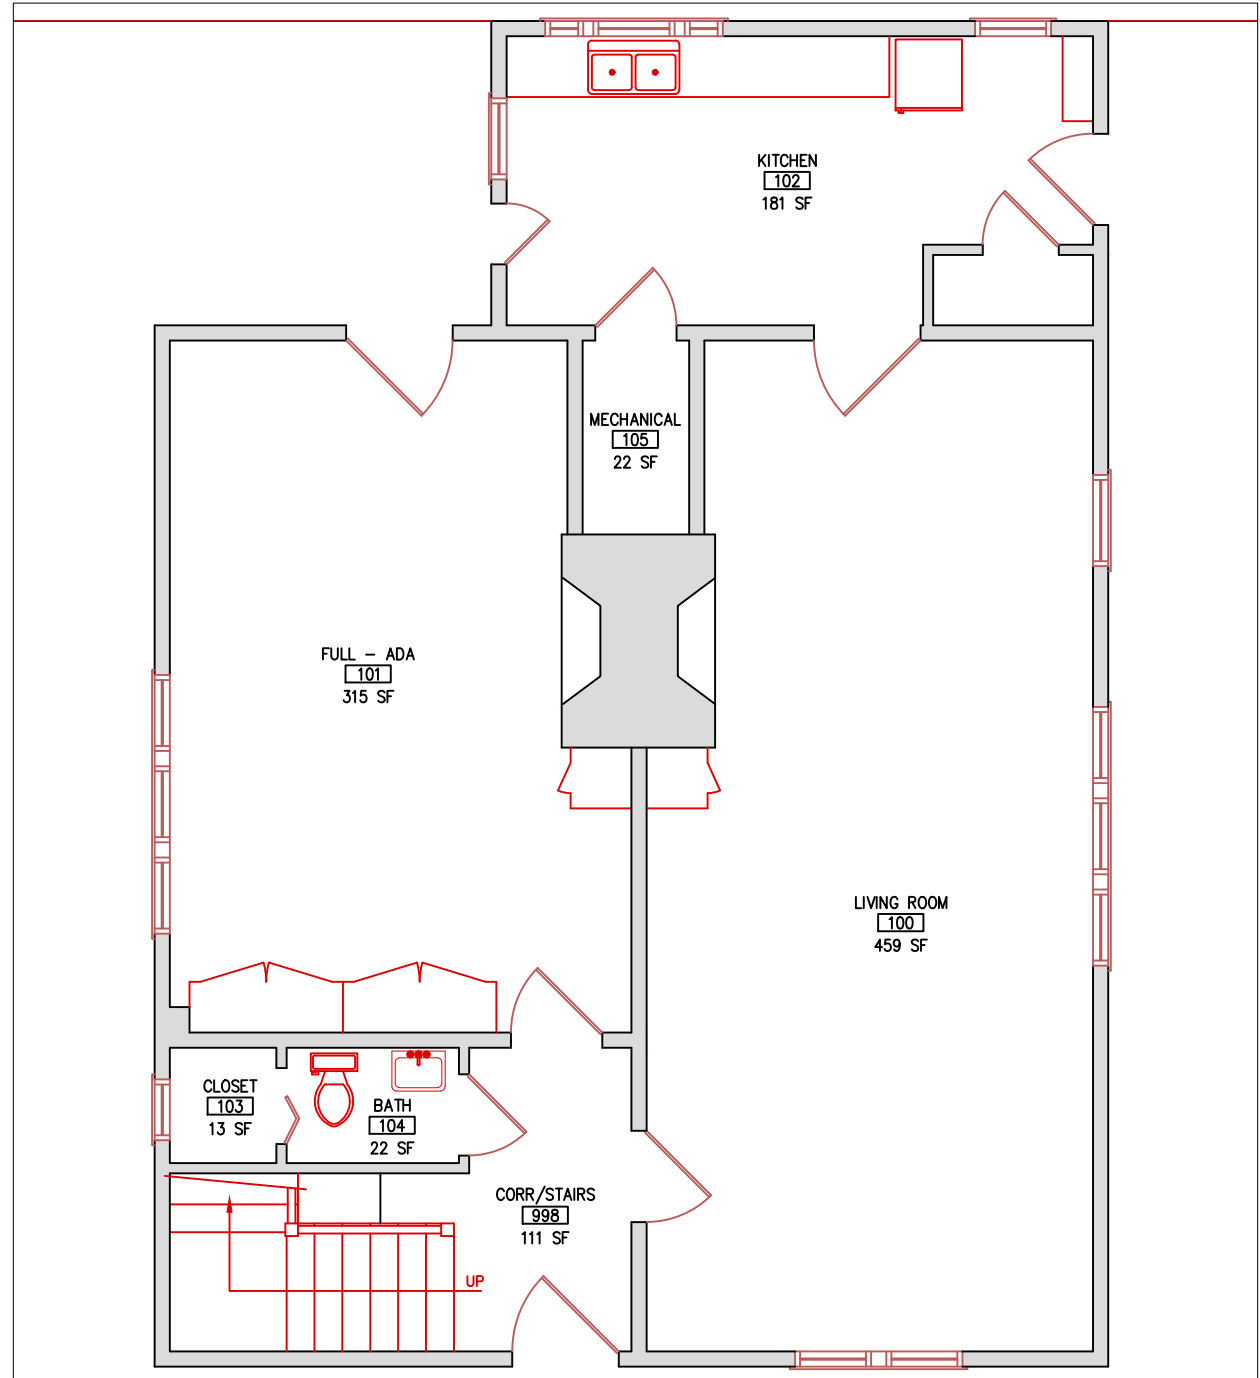 KITCHEN
102
181 SF
MECHANICAL
105
22 SF
FULL - ADA
101
315 SF
LIVING ROOM
100
459 SF
CLOSET
103
13 SF
BATH
104
22 SF
CORR/STAIRS
998
111 SF
UP